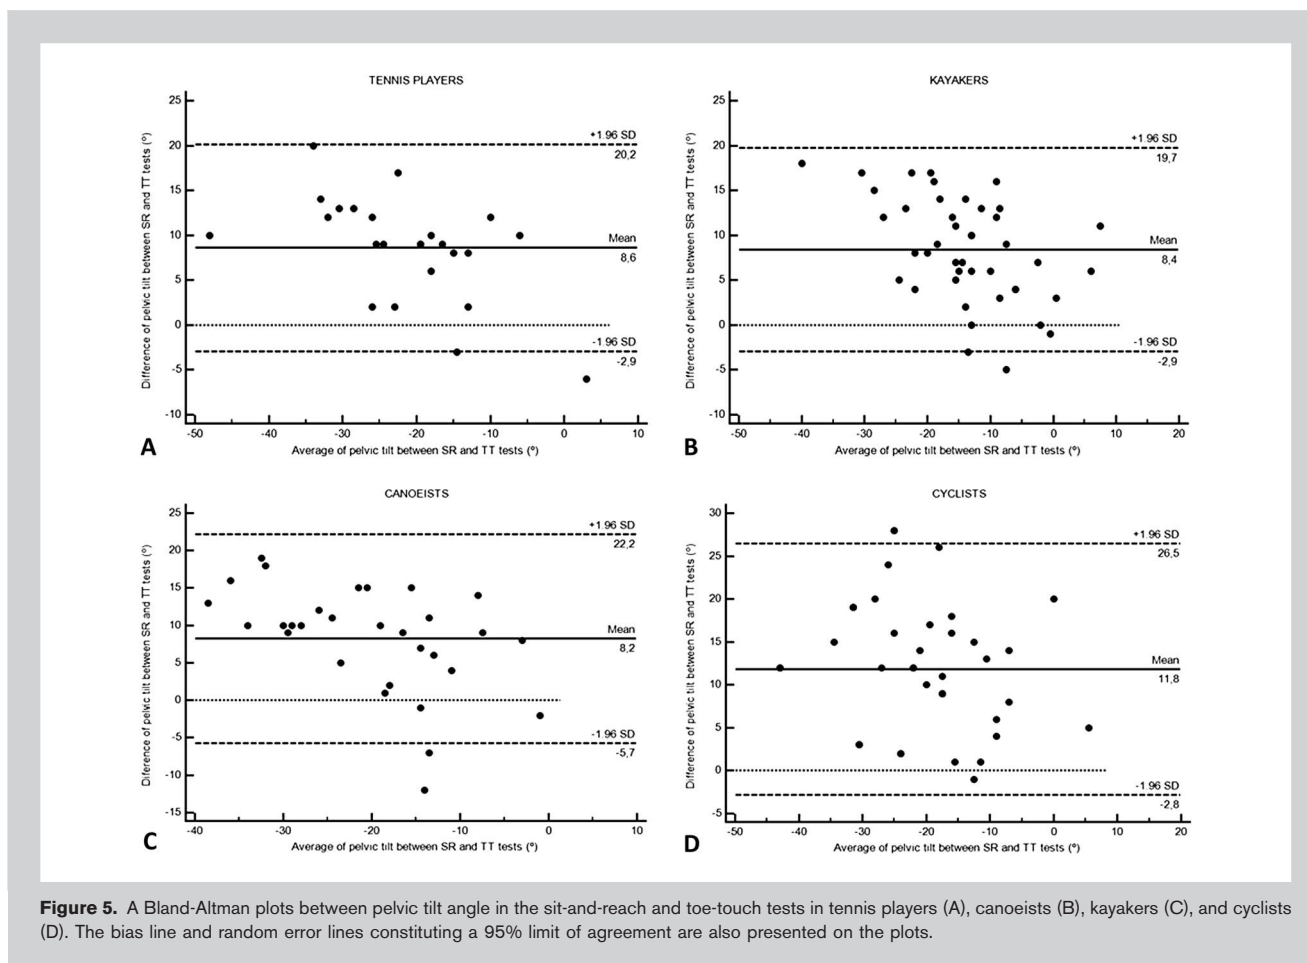 TENNIS PLAYERS
25
20
15
10
5
0
-5
-10
Difference of pelvic tilt between SR and TT tests (°)
+1.96 SD
20,2
Mean
8,6
-1.96 SD
-2,9
-50 -40 -30 -20 -10 0 10
Average of pelvic tilt between SR and TT tests (°)
A
KAYAKERS
25
20
15
10
5
0
-5
-10
Difference of pelvic tilt between SR and TT tests (°)
+1.96 SD
19,7
Mean
8,4
-1.96 SD
-2,9
-50 -40 -30 -20 -10 0 10 20
Average of pelvic tilt between SR and TT tests (°)
B
CANOEISTS
25
20
15
10
5
0
-5
-10
-15
Diference of pelvic tilt between SR and TT tests (°)
+1.96 SD
22,2
Mean
8,2
-1.96 SD
-5,7
-40 -30 -20 -10 0 10
Average of pelvic tilt between SR and TT tests (°)
C
CYCLISTS
30
25
20
15
10
5
0
-5
Difference of pelvic tilt between SR and TT tests (°)
+1.96 SD
26,5
Mean
11,8
-1.96 SD
-2,8
-50 -40 -30 -20 -10 0 10 20
Average of pelvic tilt between SR and TT tests (°)
D
Figure 5. A Bland-Altman plots between pelvic tilt angle in the sit-and-reach and toe-touch tests in tennis players (A), canoeists (B), kayakers (C), and cyclists
(D). The bias line and random error lines constituting a 95% limit of agreement are also presented on the plots.